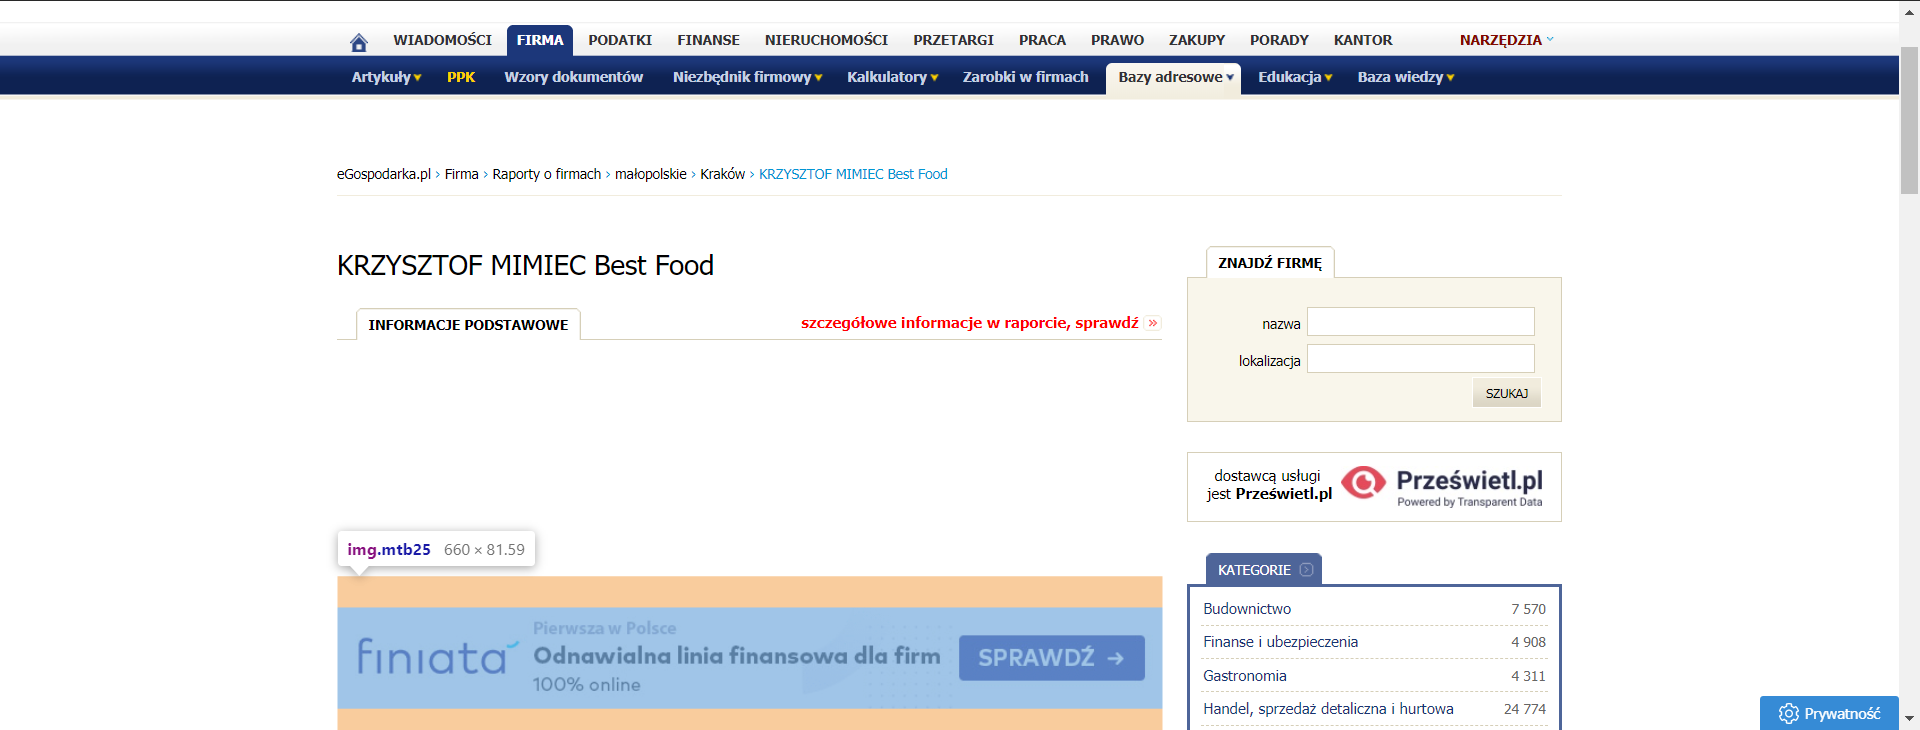 WIADOMOŚCI FIRMA PODATKI FINANSE NIERUCHOMOŚCI PRZETARGI PRACA PRAWO ZAKUPY PORADY KANTOR NARZĘDZIA
Artykuły PPK Wzory dokumentów Niezbędnik firmowy Kalkulatory Zarobki w firmach Bazy adresowe Edukacja Baza wiedzy
eGospodarka.pl › Firma › Raporty o firmach › małopolskie › Kraków › KRZYSZTOF MIMIEC Best Food
KRZYSZTOF MIMIEC Best Food
INFORMACJE PODSTAWOWE
szczegółowe informacje w raporcie, sprawdź »
img.mtb25 660 × 81.59
finiata
Pierwsza w Polsce
Odnawialna linia finansowa dla firm
100% online
SPRAWDŹ →
ZNAJDŹ FIRMĘ
nazwa
lokalizacja
SZUKAJ
dostawcą usługi
jest Prześwietl.pl
Prześwietl.pl
Powered by Transparent Data
KATEGORIE
Budownictwo 7 570
Finanse i ubezpieczenia 4 908
Gastronomia 4 311
Handel, sprzedaż detaliczna i hurtowa 24 774
Prywatność